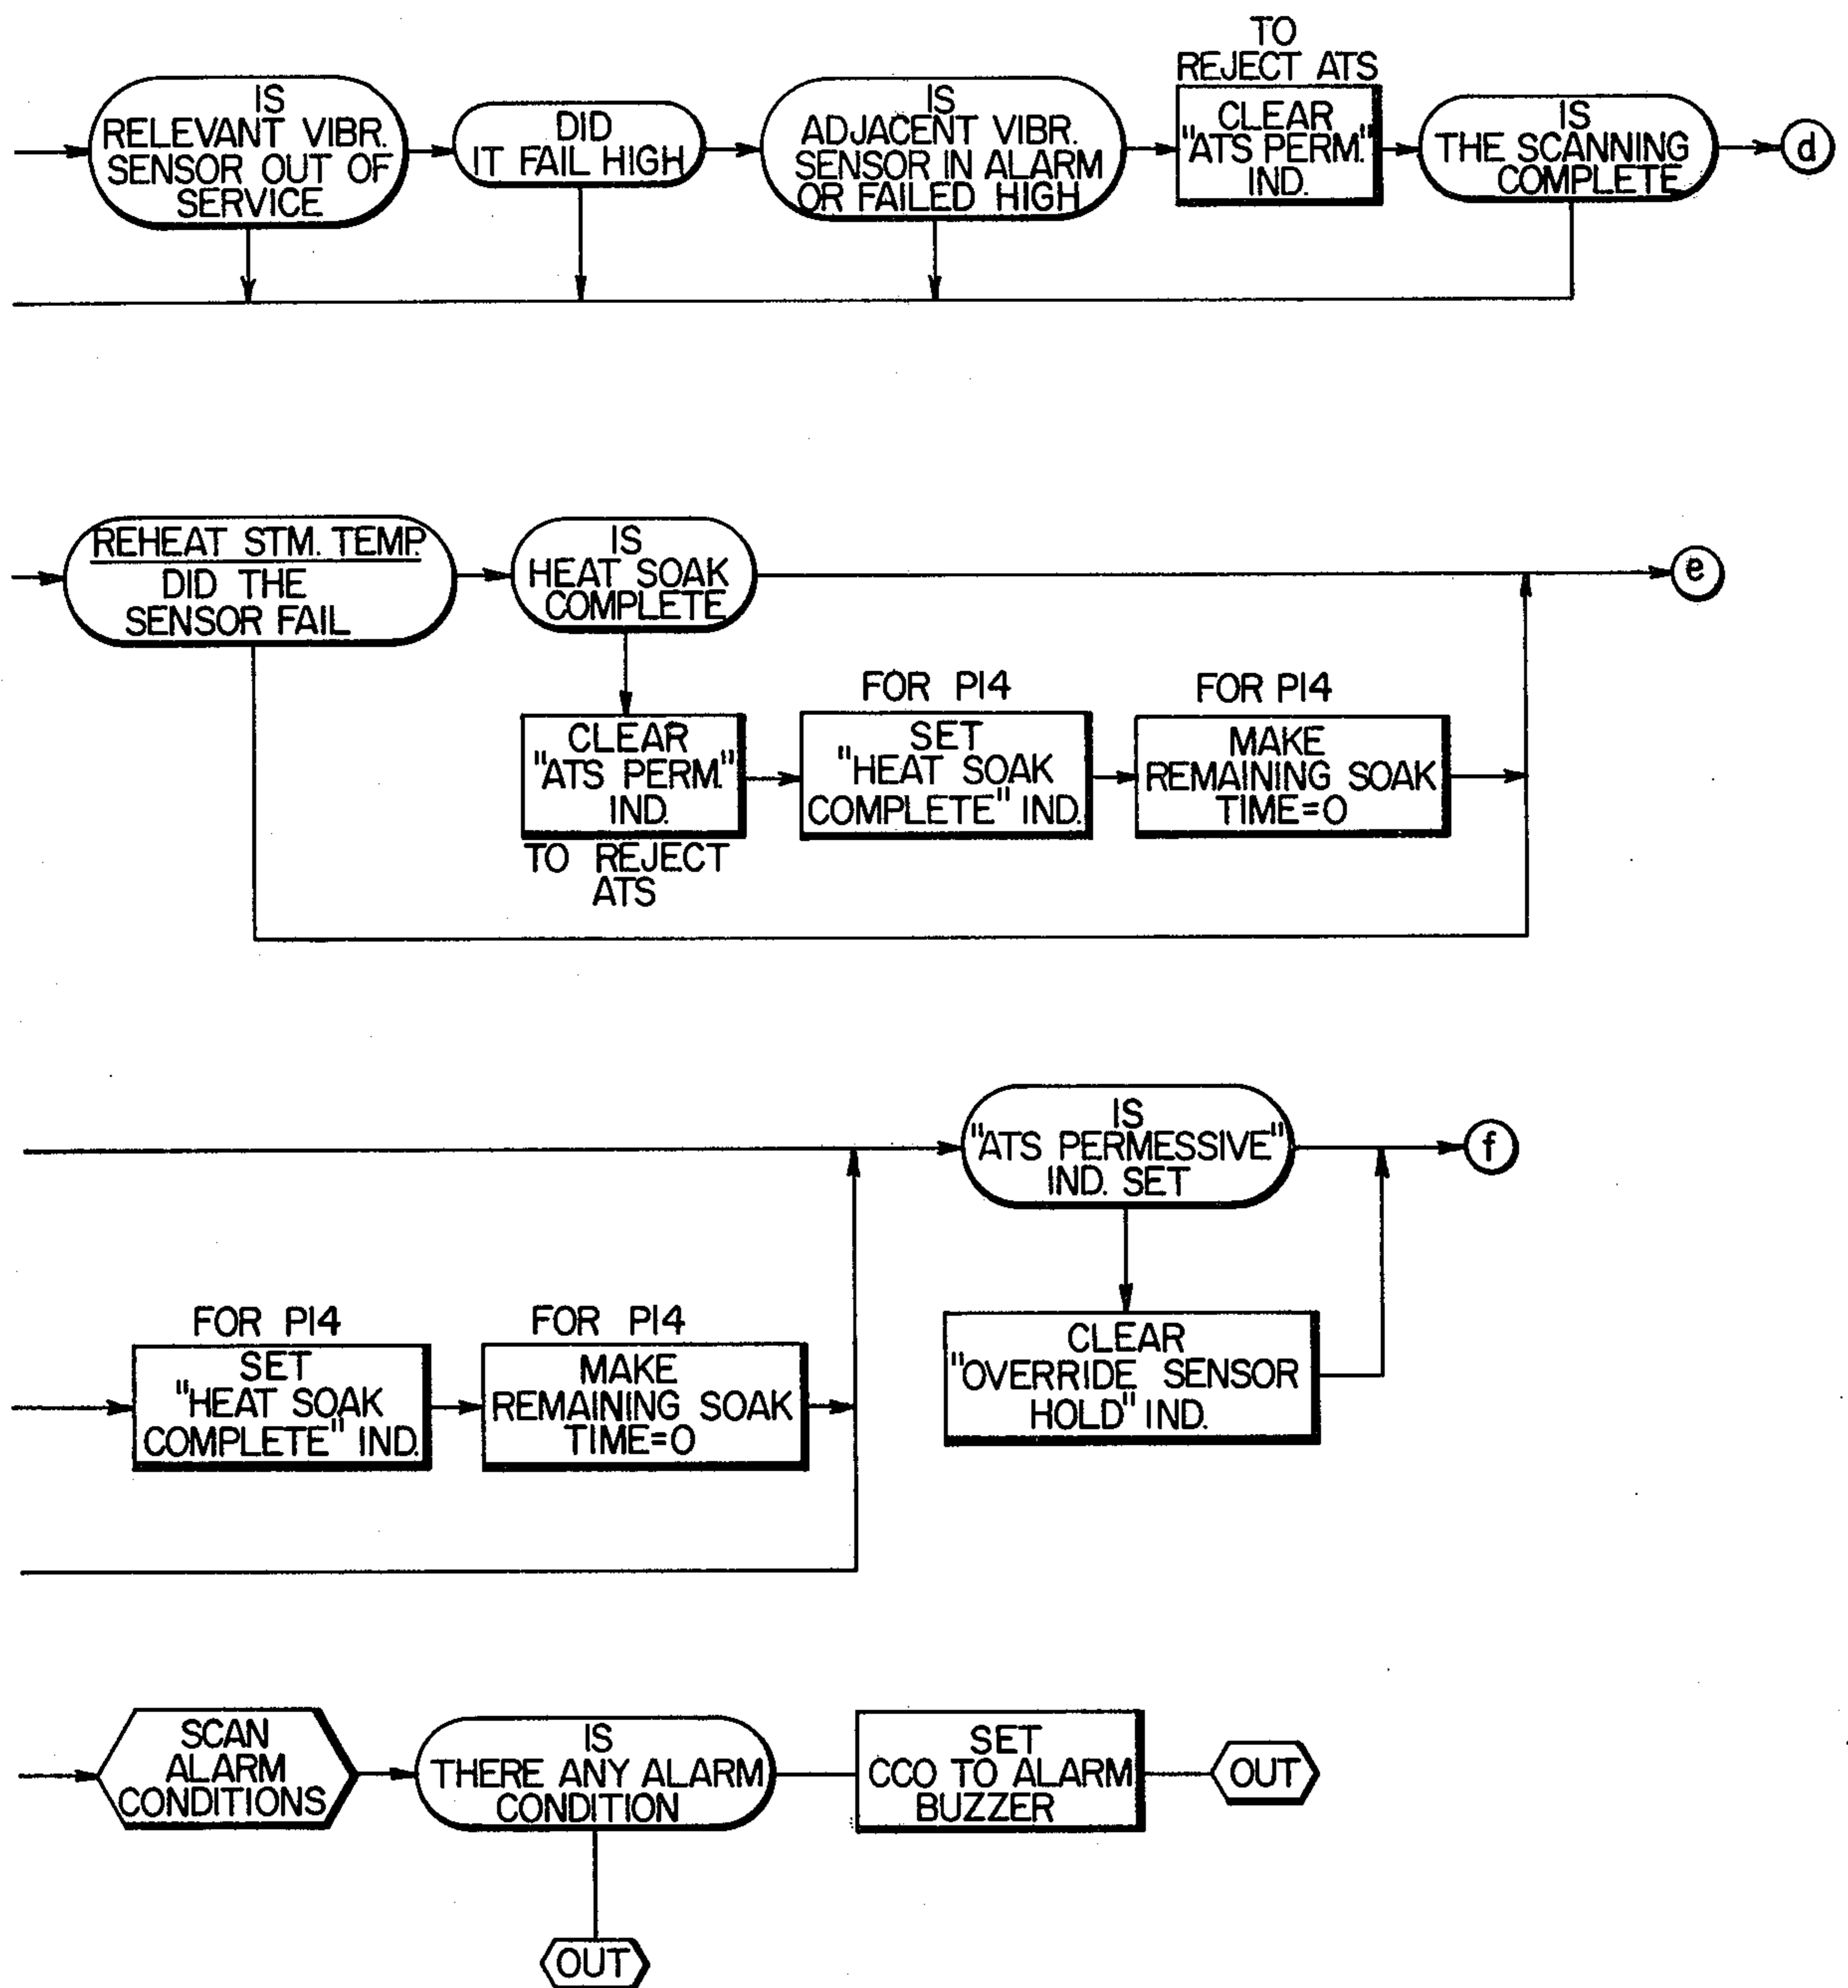 IS
RELEVANT VIBR.
SENSOR OUT OF
SERVICE
DID
IT FAIL HIGH
IS
ADJACENT VIBR.
SENSOR IN ALARM
OR FAILED HIGH
TO
REJECT ATS
CLEAR
"ATS PERM."
IND.
IS
THE SCANNING
COMPLETE
d
REHEAT STM. TEMP.
DID THE
SENSOR FAIL
IS
HEAT SOAK
COMPLETE
e
CLEAR
"ATS PERM."
IND.
TO REJECT
ATS
FOR P14
SET
"HEAT SOAK
COMPLETE" IND.
FOR P14
MAKE
REMAINING SOAK
TIME=0
IS
"ATS PERMESSIVE"
IND. SET
f
FOR P14
SET
"HEAT SOAK
COMPLETE" IND.
FOR P14
MAKE
REMAINING SOAK
TIME=0
CLEAR
"OVERRIDE SENSOR
HOLD" IND.
SCAN
ALARM
CONDITIONS
IS
THERE ANY ALARM
CONDITION
SET
CCO TO ALARM
BUZZER
OUT
OUT